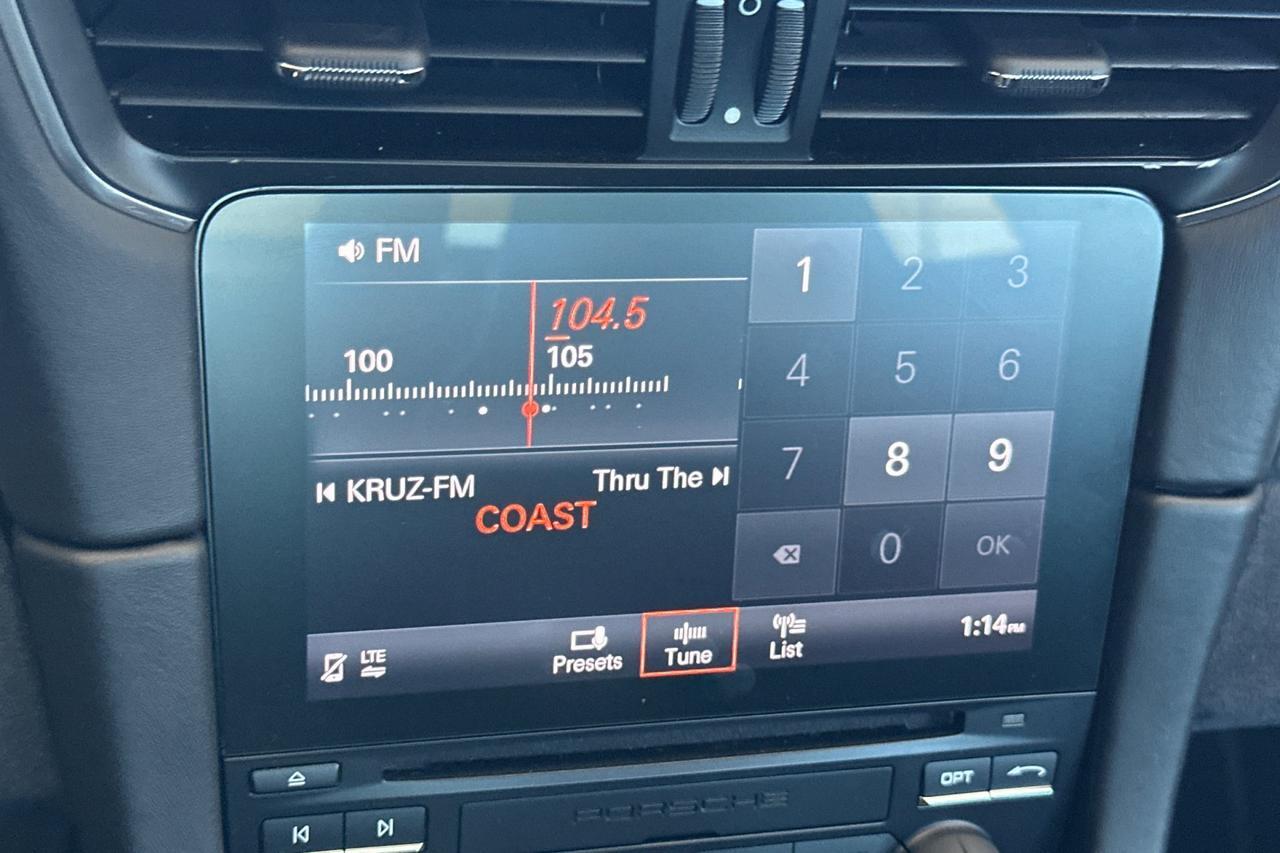 FM
104.5
100 105
KRUZ-FM Thru The
COAST
1 2 3
4 5 6
7 8 9
0 OK
LTE
Presets Tune List 1:14PM
OPT
PORSCHE